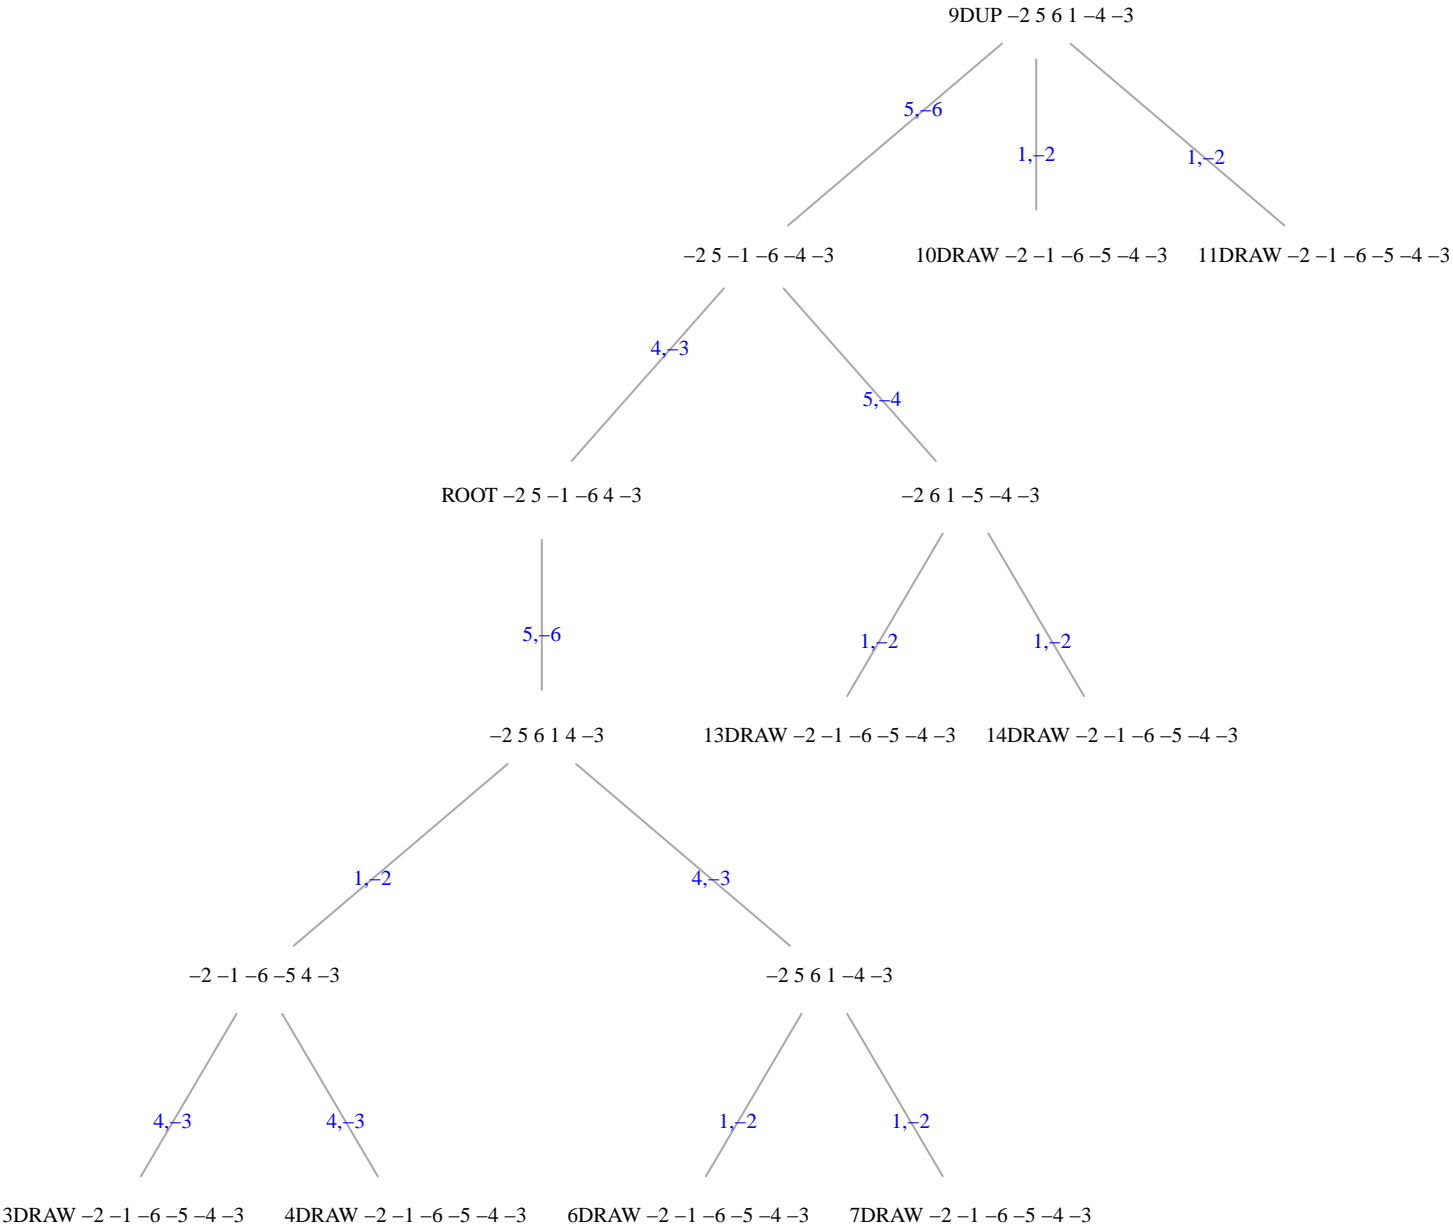 9DUP −2 5 6 1 −4 −3
5,−6
1,−2
1,−2
−2 5 −1 −6 −4 −3
10DRAW −2 −1 −6 −5 −4 −3
11DRAW −2 −1 −6 −5 −4 −3
4,−3
5,−4
ROOT −2 5 −1 −6 4 −3
−2 6 1 −5 −4 −3
5,−6
1,−2
1,−2
−2 5 6 1 4 −3
13DRAW −2 −1 −6 −5 −4 −3
14DRAW −2 −1 −6 −5 −4 −3
1,−2
4,−3
−2 −1 −6 −5 4 −3
−2 5 6 1 −4 −3
4,−3
4,−3
1,−2
1,−2
3DRAW −2 −1 −6 −5 −4 −3
4DRAW −2 −1 −6 −5 −4 −3
6DRAW −2 −1 −6 −5 −4 −3
7DRAW −2 −1 −6 −5 −4 −3